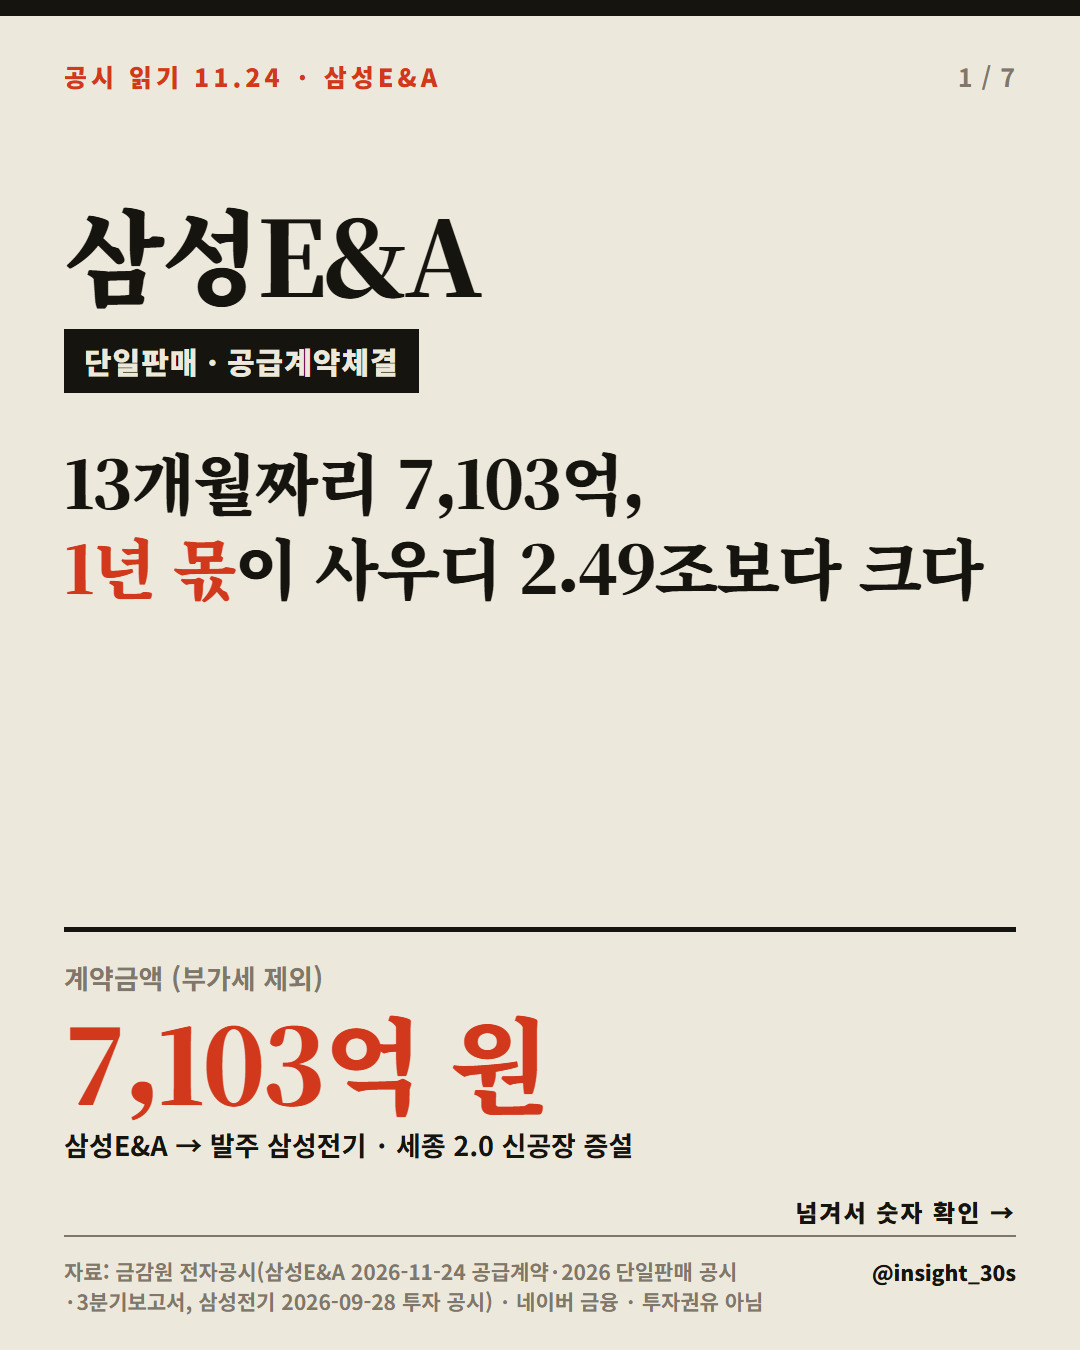 공시 읽기 11.24 · 삼성E&A
1 / 7
삼성E&A
단일판매 · 공급계약체결
13개월짜리 7,103억,
1년 몫이 사우디 2.49조보다 크다
계약금액 (부가세 제외)
7,103억 원
삼성E&A → 발주 삼성전기 · 세종 2.0 신공장 증설
넘겨서 숫자 확인 →
자료: 금감원 전자공시(삼성E&A 2026-11-24 공급계약·2026 단일판매 공시
·3분기보고서, 삼성전기 2026-09-28 투자 공시) · 네이버 금융 · 투자권유 아님
@insight_30s